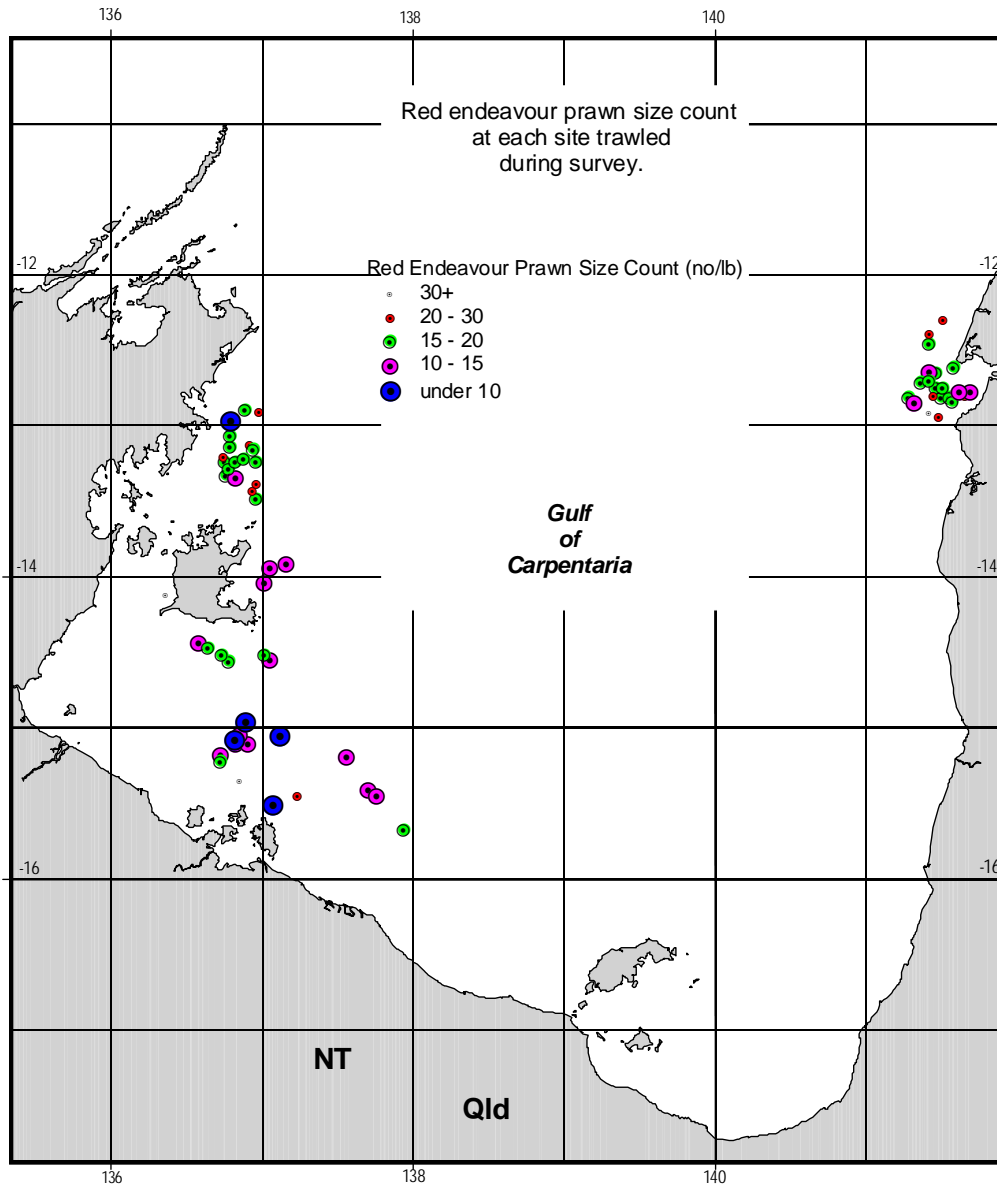 136
138
140
Red endeavour prawn size count
at each site trawled
during survey.
-12
-12
Red Endeavour Prawn Size Count (no/lb)
30+
20 - 30
15 - 20
10 - 15
under 10
Gulf
of
Carpentaria
-14
-14
-16
-16
NT
Qld
136
138
140